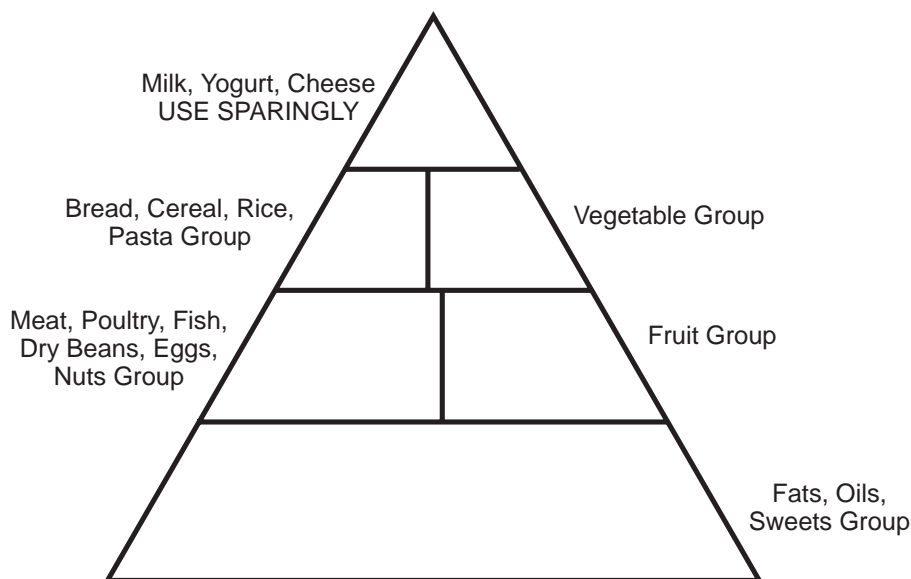 Milk, Yogurt, Cheese
USE SPARINGLY
Bread, Cereal, Rice,
Pasta Group
Vegetable Group
Meat, Poultry, Fish,
Dry Beans, Eggs,
Nuts Group
Fruit Group
Fats, Oils,
Sweets Group